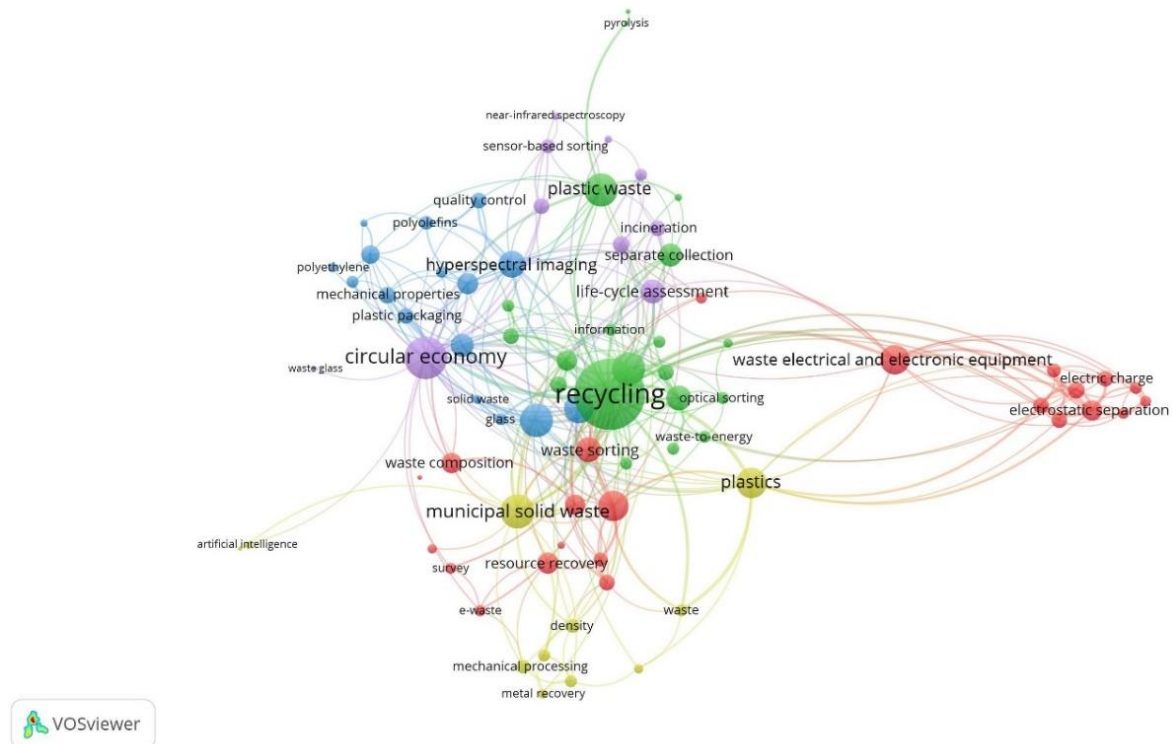 pyrolysis
near-infrared spectroscopy
sensor-based sorting
plastic waste
quality control
polyolefins
incineration
separate collection
polyethylene
hyperspectral imaging
mechanical properties
life-cycle assessment
plastic packaging
information
circular economy
waste electrical and electronic equipment
waste glass
electric charge
recycling
solid waste
optical sorting
electrostatic separation
glass
waste-to-energy
waste sorting
waste composition
plastics
municipal solid waste
artificial intelligence
resource recovery
survey
e-waste
waste
density
mechanical processing
metal recovery
VOSviewer